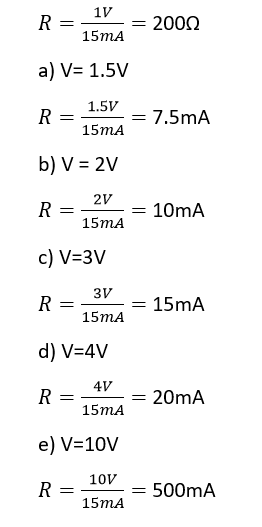 R = 1V/15mA = 200Ω
a) V= 1.5V
R = 1.5V/15mA = 7.5mA
b) V = 2V
R = 2V/15mA = 10mA
c) V=3V
R = 3V/15mA = 15mA
d) V=4V
R = 4V/15mA = 20mA
e) V=10V
R = 10V/15mA = 500mA